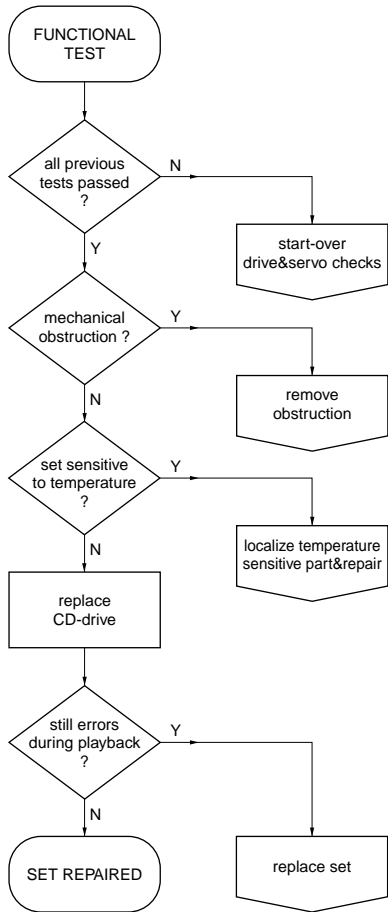 FUNCTIONAL
TEST
all previous
tests passed
?
N
Y
start-over
drive&servo checks
mechanical
obstruction ?
Y
N
remove
obstruction
set sensitive
to temperature
?
Y
N
localize temperature
sensitive part&repair
replace
CD-drive
still errors
during playback
?
Y
N
SET REPAIRED
replace set